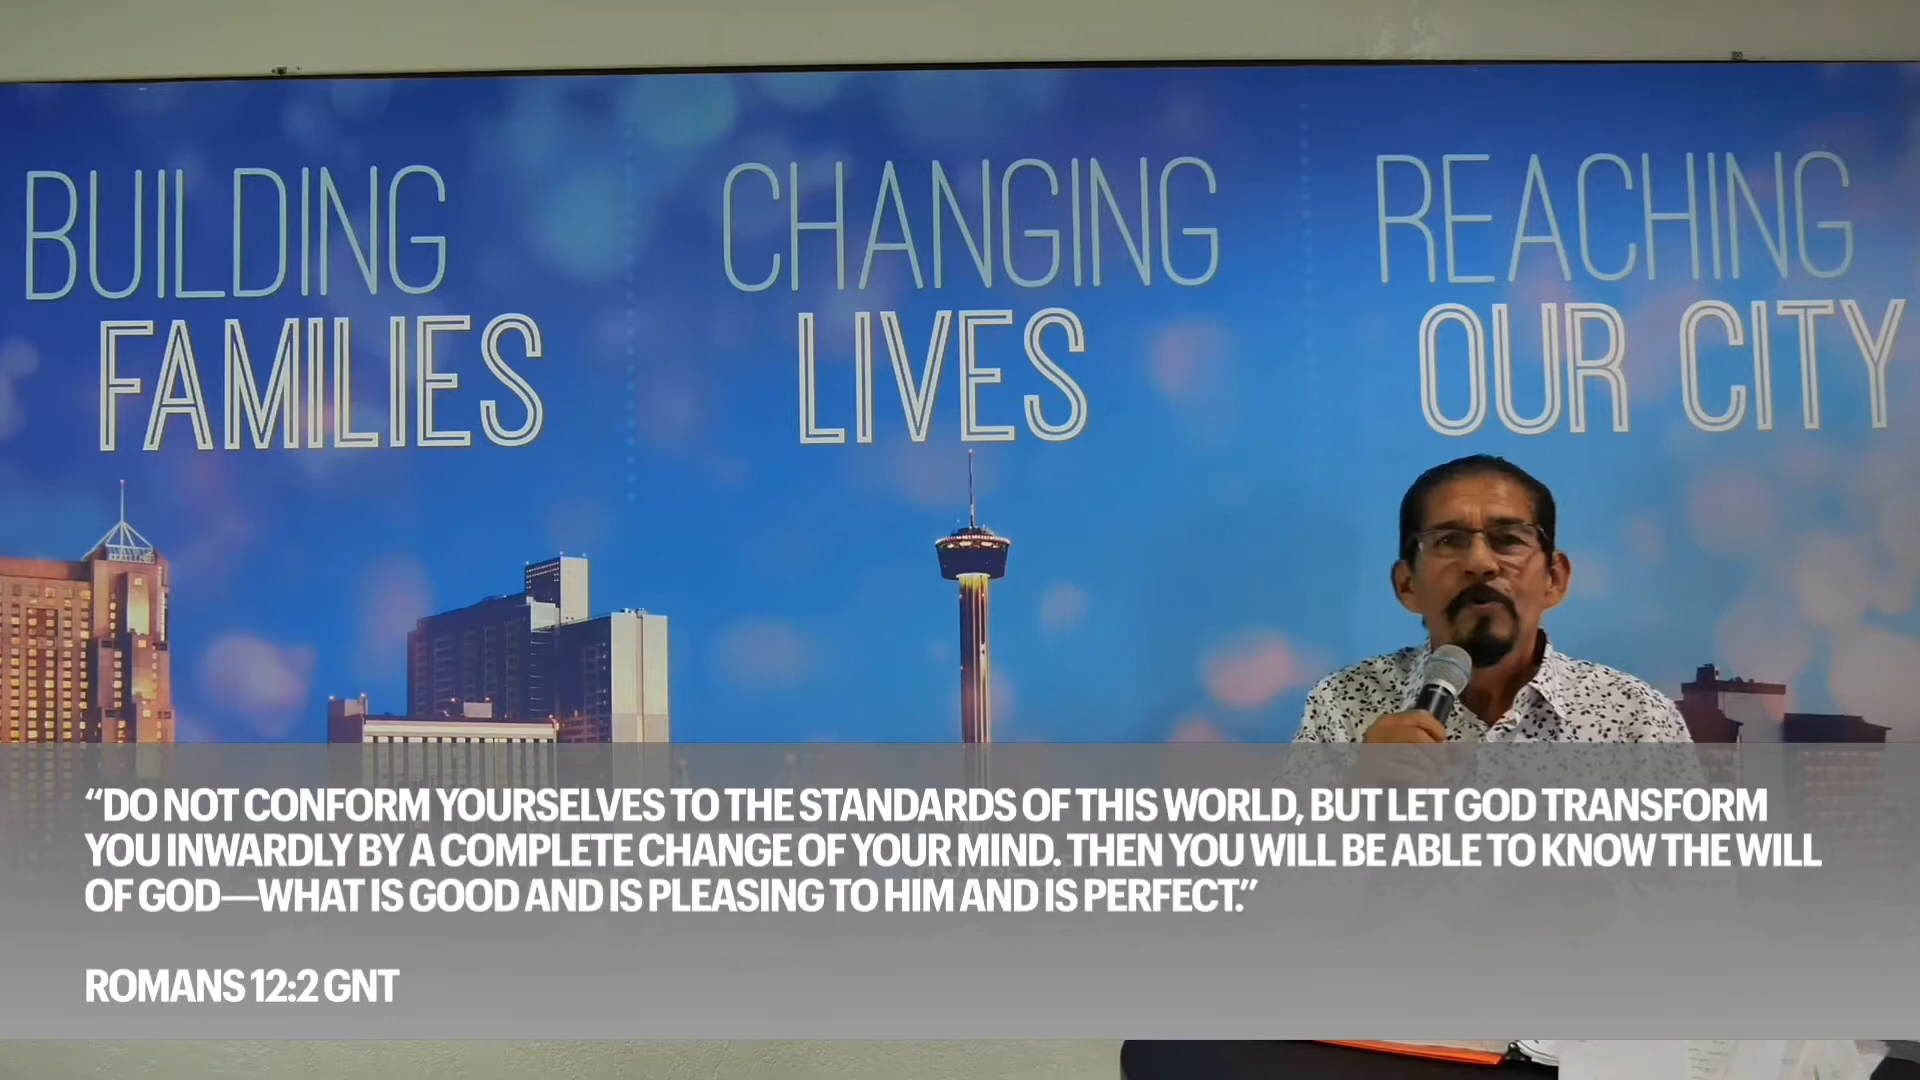 BUILDING
FAMILIES
CHANGING
LIVES
REACHING
OUR CITY
“DO NOT CONFORM YOURSELVES TO THE STANDARDS OF THIS WORLD, BUT LET GOD TRANSFORM
YOU INWARDLY BY A COMPLETE CHANGE OF YOUR MIND. THEN YOU WILL BE ABLE TO KNOW THE WILL
OF GOD—WHAT IS GOOD AND IS PLEASING TO HIM AND IS PERFECT.”
ROMANS 12:2 GNT